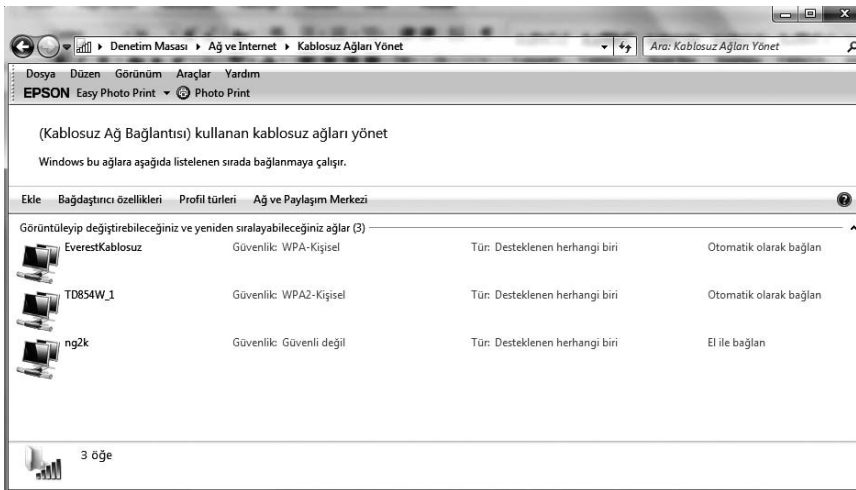 Denetim Masası Ağ ve Internet Kablosuz Ağları Yönet Ara: Kablosuz Ağları Yönet
Dosya Düzen Görünüm Araçlar Yardım
EPSON Easy Photo Print Photo Print
(Kablosuz Ağ Bağlantısı) kullanan kablosuz ağları yönet
Windows bu ağlara aşağıda listelenen sırada bağlanmaya çalışır.
Ekle Bağdaştırıcı özellikleri Profil türleri Ağ ve Paylaşım Merkezi
Görüntüleyip değiştirebileceğiniz ve yeniden sıralayabileceğiniz ağlar (3)
EverestKablosuz Güvenlik: WPA-Kişisel Tür: Desteklenen herhangi biri Otomatik olarak bağlan
TD854W_1 Güvenlik: WPA2-Kişisel Tür: Desteklenen herhangi biri Otomatik olarak bağlan
ng2k Güvenlik: Güvenli değil Tür: Desteklenen herhangi biri El ile bağlan
3 öğe